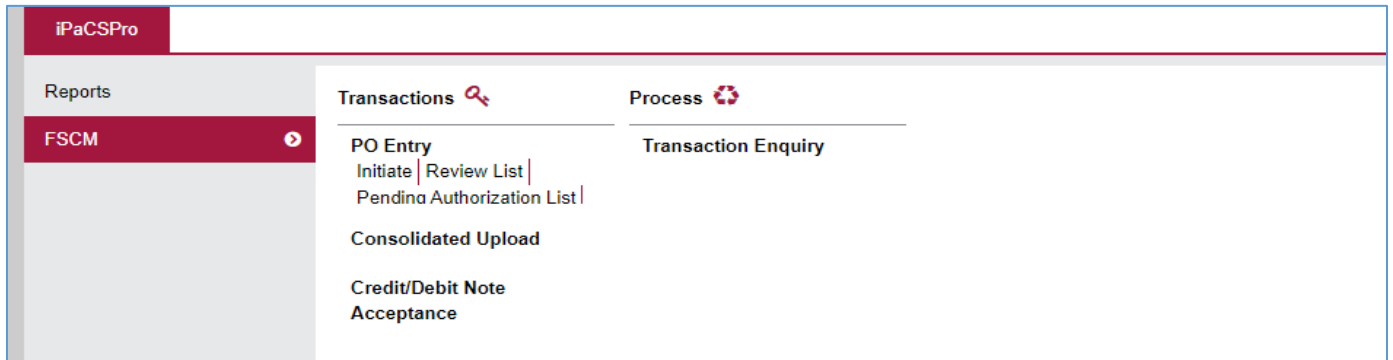 iPaCSPro
Reports
FSCM
Transactions
Process
PO Entry
Initiate Review List
Pending Authorization List
Transaction Enquiry
Consolidated Upload
Credit/Debit Note
Acceptance